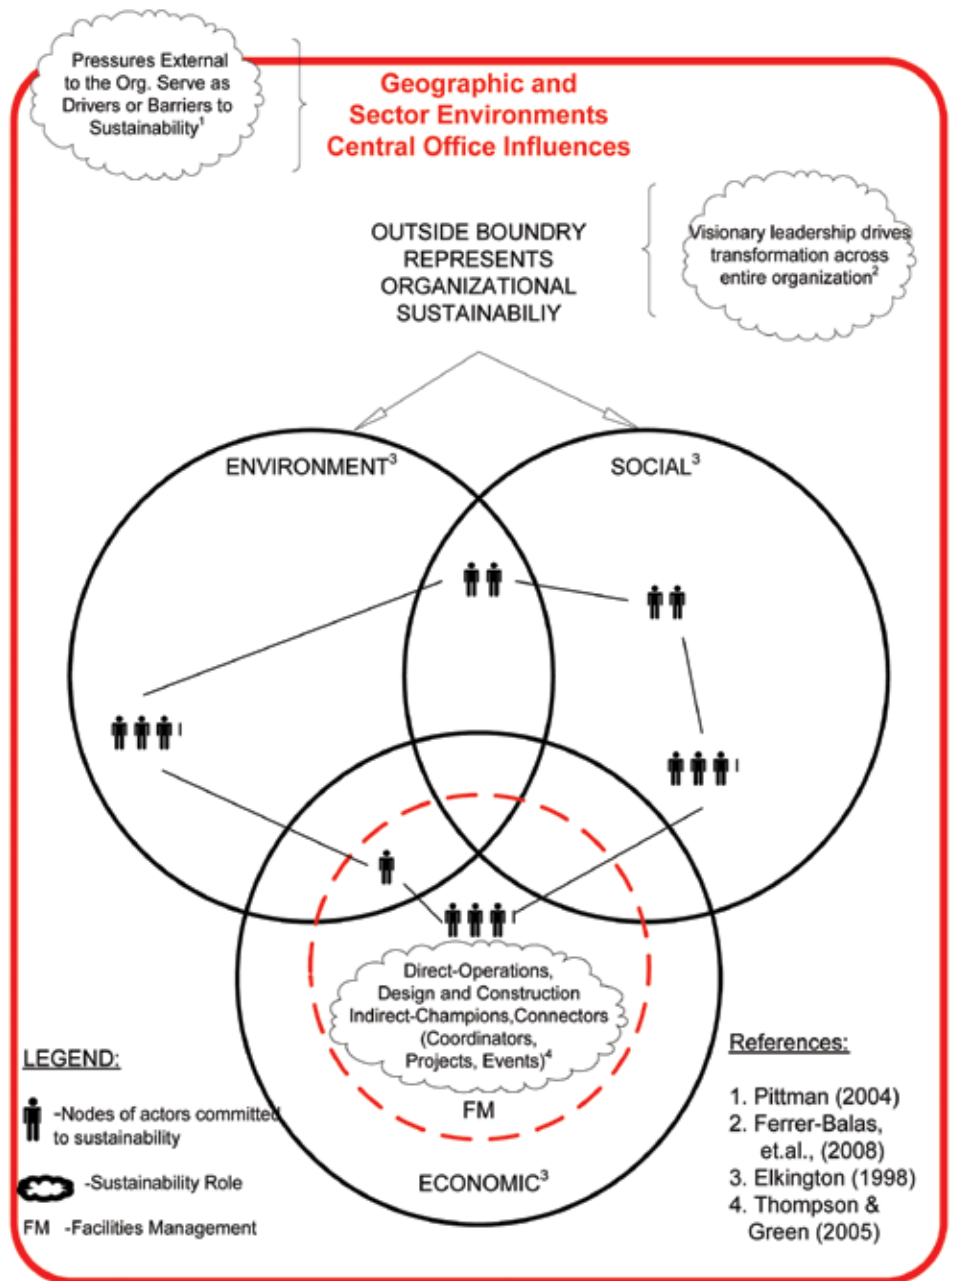 Pressures External
to the Org. Serve as
Drivers or Barriers to
Sustainability¹
Geographic and
Sector Environments
Central Office Influences
OUTSIDE BOUNDRY
REPRESENTS
ORGANIZATIONAL
SUSTAINABILIY
Visionary leadership drives
transformation across
entire organization²
ENVIRONMENT³
SOCIAL³
Direct-Operations,
Design and Construction
Indirect-Champions,Connectors
(Coordinators,
Projects, Events)⁴
FM
ECONOMIC³
LEGEND:
-Nodes of actors committed
to sustainability
-Sustainability Role
FM -Facilities Management
References:
1. Pittman (2004)
2. Ferrer-Balas,
et.al., (2008)
3. Elkington (1998)
4. Thompson &
Green (2005)